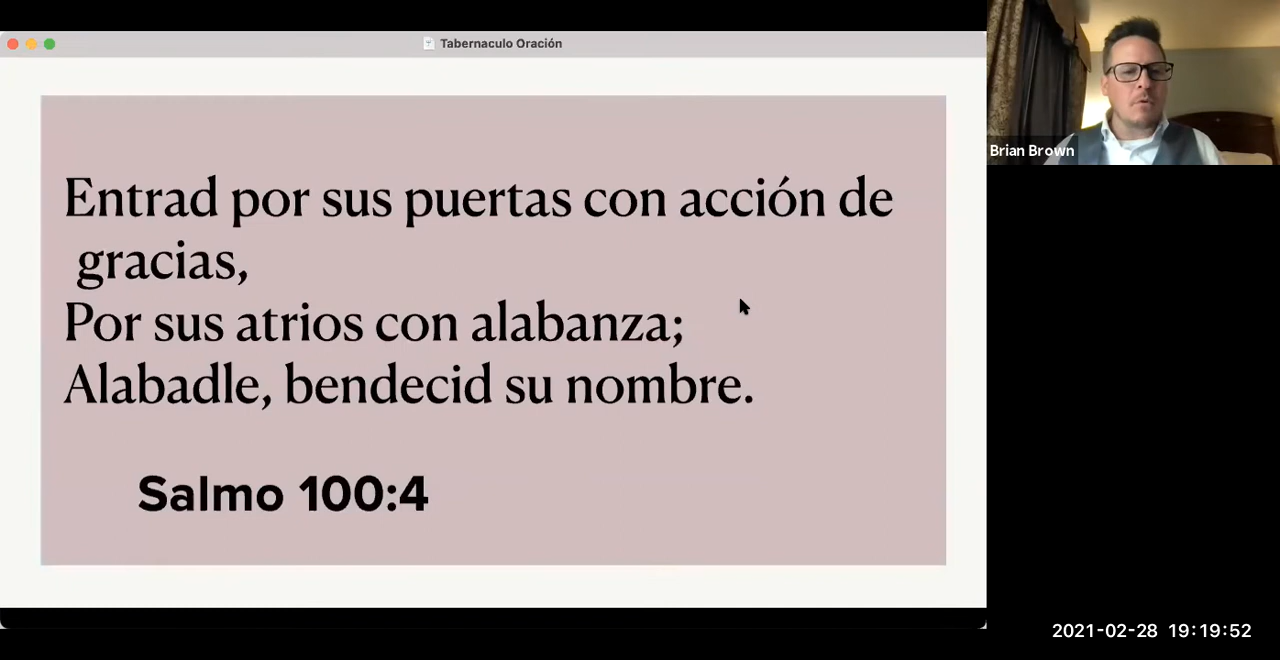 Tabernaculo Oración
Entrad por sus puertas con acción de
gracias,
Por sus atrios con alabanza;
Alabadle, bendecid su nombre.
Salmo 100:4
Brian Brown
2021-02-28 19:19:52